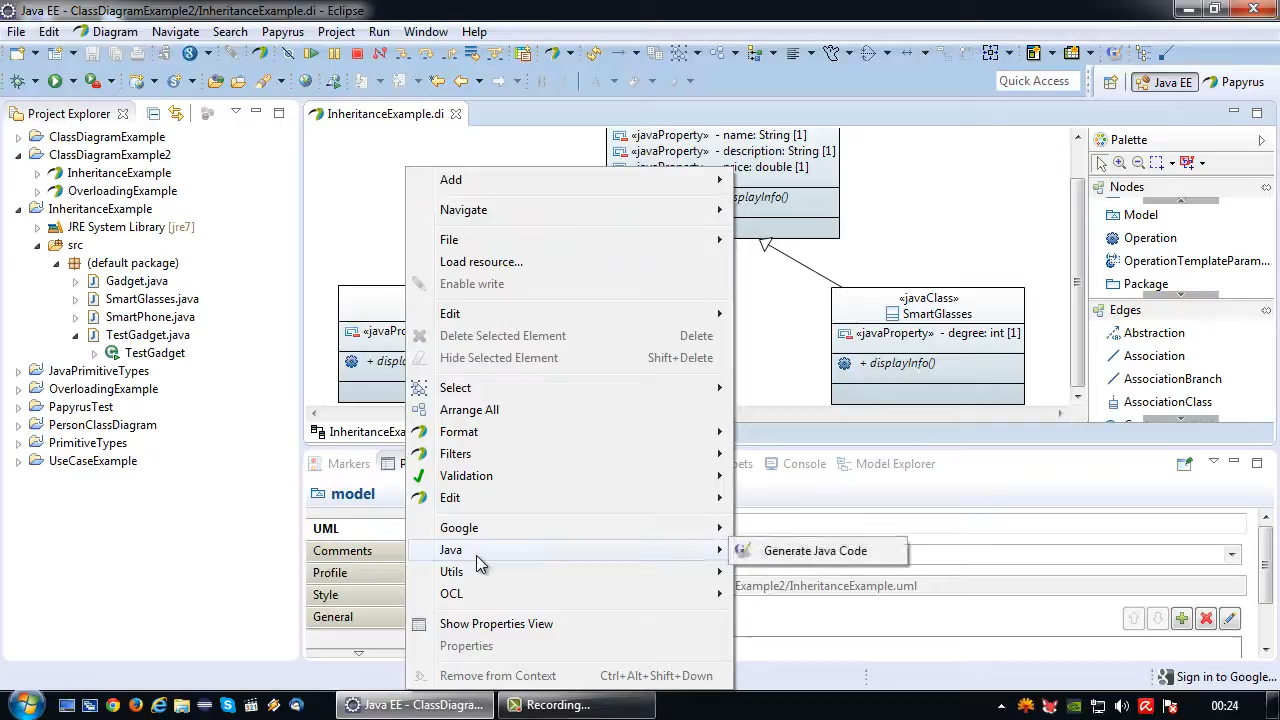 Java EE - ClassDiagramExample2/InheritanceExample.di - Eclipse
File Edit Diagram Navigate Search Papyrus Project Run Window Help
Quick Access
Java EE
Papyrus
Project Explorer
ClassDiagramExample
ClassDiagramExample2
InheritanceExample
OverloadingExample
InheritanceExample
JRE System Library [jre7]
src
(default package)
Gadget.java
SmartGlasses.java
SmartPhone.java
TestGadget.java
TestGadget
JavaPrimitiveTypes
OverloadingExample
PapyrusTest
PersonClassDiagram
PrimitiveTypes
UseCaseExample
InheritanceExample.di
«javaProperty» - name: String [1]
«javaProperty» - description: String [1]
«javaProperty» - price: double [1]
splayInfo()
«javaPro
+ displa
«javaClass»
SmartGlasses
«javaProperty» - degree: int [1]
+ displayInfo()
InheritanceExa
Palette
Nodes
Model
Operation
OperationTemplateParam...
Package
Edges
Abstraction
Association
AssociationBranch
AssociationClass
Add
Navigate
File
Load resource...
Enable write
Edit
Delete Selected Element Delete
Hide Selected Element Shift+Delete
Select
Arrange All
Format
Filters
Validation
Edit
Google
Java
Utils
OCL
Show Properties View
Properties
Remove from Context Ctrl+Alt+Shift+Down
Generate Java Code
Markers
P
pets
Console
Model Explorer
model
UML
Comments
Profile
Style
General
Example2/InheritanceExample.uml
Sign in to Google...
Java EE - ClassDiagra...
Recording...
00:24